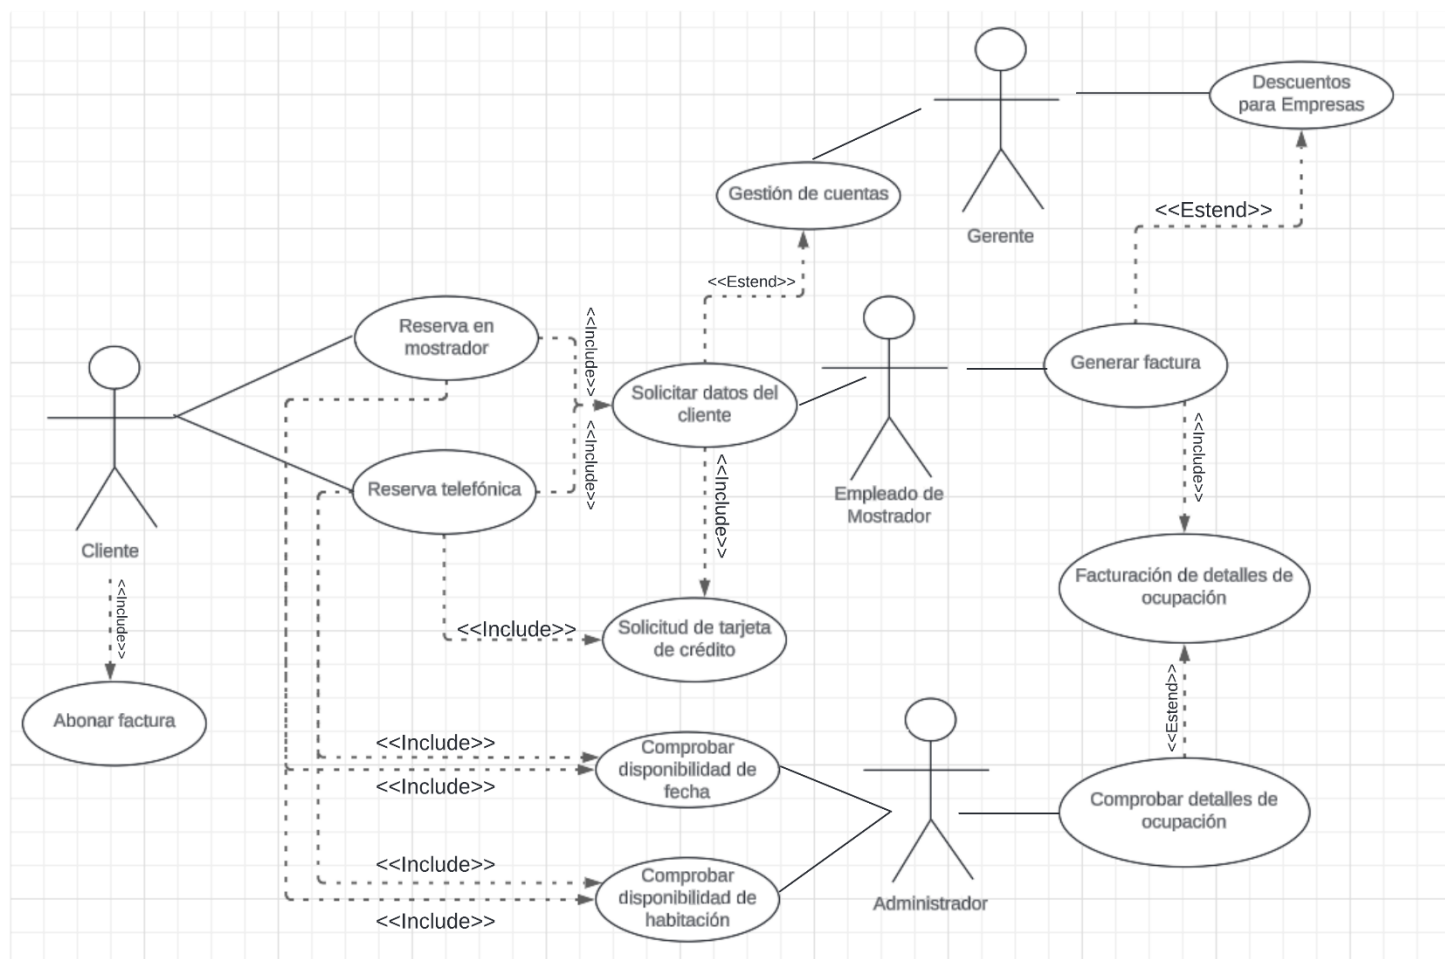 Descuentos
para Empresas
Gestión de cuentas
<<Estend>>
Gerente
<<Estend>>
Reserva en
mostrador
<<Include>>
Generar factura
Solicitar datos del
cliente
<<Include>>
<<Include>>
Reserva telefónica
<<Include>>
Empleado de
Mostrador
Cliente
Facturación de detalles de
ocupación
<<Include>>
<<Include>>
Solicitud de tarjeta
de crédito
<<Estend>>
Abonar factura
<<Include>>
Comprobar
disponibilidad de
fecha
<<Include>>
Comprobar detalles de
ocupación
<<Include>>
Comprobar
disponibilidad de
habitación
<<Include>>
Administrador